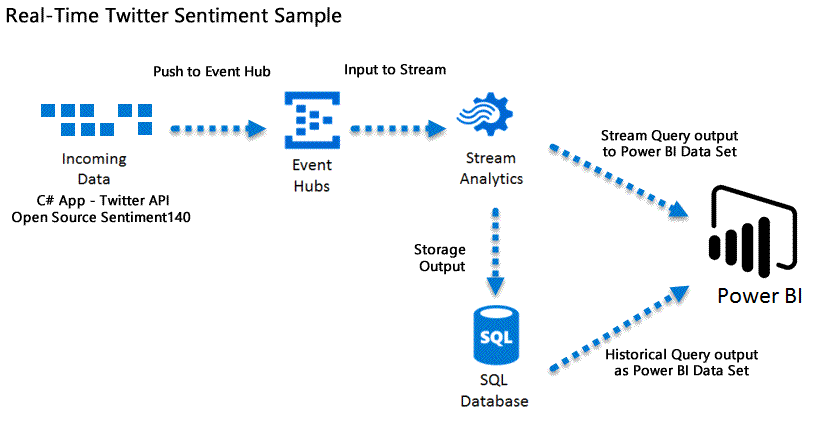 Real-Time Twitter Sentiment Sample
Push to Event Hub
Input to Stream
Incoming
Data
C# App - Twitter API
Open Source Sentiment140
Event
Hubs
Stream
Analytics
Stream Query output
to Power BI Data Set
Storage
Output
Power BI
SQL
SQL
Database
Historical Query output
as Power BI Data Set